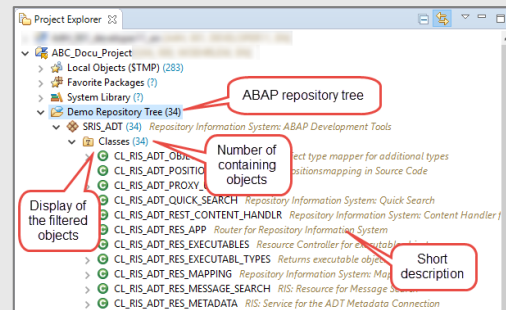 Project Explorer
ABC_Docu_Project
Local Objects ($TMP) (283)
Favorite Packages (?)
System Library (?)
Demo Repository Tree (34)
ABAP repository tree
SRIS_ADT (34) Repository Information System: ABAP Development Tools
Classes (34)
Number of
containing
objects
CL_RIS_ADT_OBJE ect type mapper for additional types
CL_RIS_ADT_POSITIO ositionsmapping in Source Code
CL_RIS_ADT_PROXY_
CL_RIS_ADT_QUICK_SEARCH Repository Information System: Quick Search
CL_RIS_ADT_REST_CONTENT_HANDLR Repository Information System: Content Handler f
CL_RIS_ADT_RES_APP Router for Repository Information System
CL_RIS_ADT_RES_EXECUTABLES Resource Controller for executable
CL_RIS_ADT_RES_EXECUTABL_TYPES Returns executable objec
CL_RIS_ADT_RES_MAPPING Repository Information System: Map
CL_RIS_ADT_RES_MESSAGE_SEARCH RIS: Resource for Message Search
CL_RIS_ADT_RES_METADATA RIS: Service for the ADT Metadata Connection
Display of
the filtered
objects
Short
description